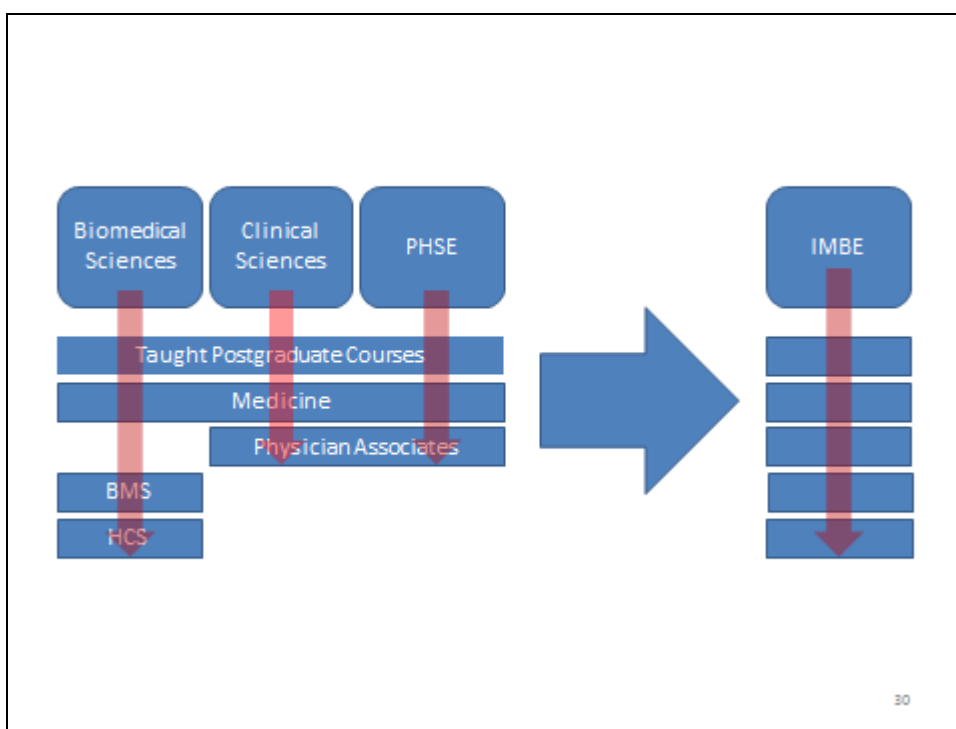 Biomedical
Sciences
Clinical
Sciences
PHSE
IMBE
Taught Postgraduate Courses
Medicine
Physician Associates
BMS
HCS
30